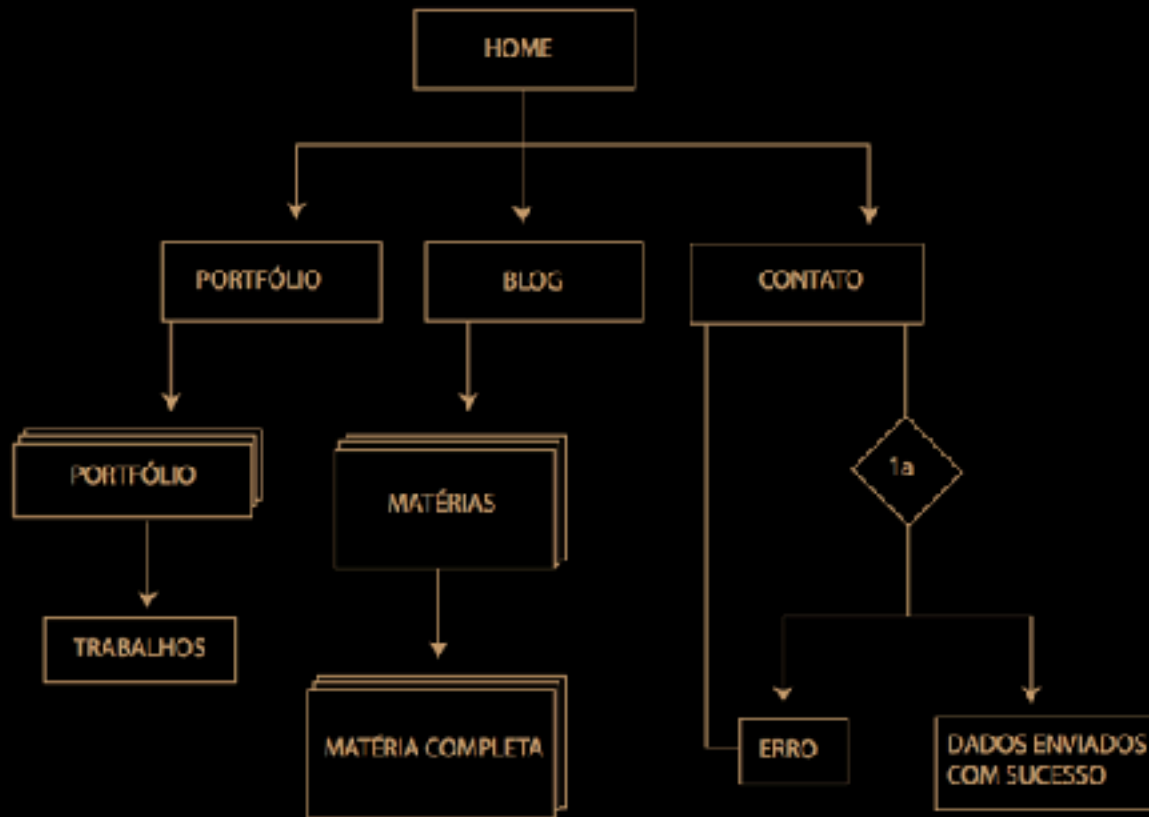 HOME
PORTFÓLIO
BLOG
CONTATO
PORTFÓLIO
MATÉRIAS
1a
TRABALHOS
MATÉRIA COMPLETA
ERRO
DADOS ENVIADOS
COM SUCESSO